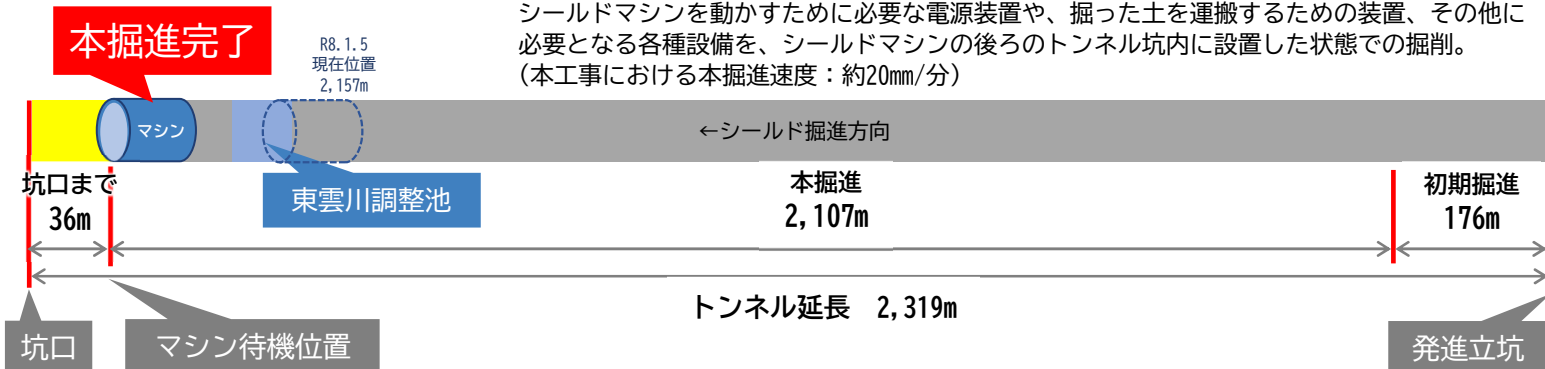 シールドマシンを動かすために必要な電源装置や、掘った土を運搬するための装置、その他に
必要となる各種設備を、シールドマシンの後ろのトンネル坑内に設置した状態での掘削。
(本工事における本掘進速度：約20mm/分)
本掘進完了
R8.1.5
現在位置
2,157m
マシン
←シールド掘進方向
坑口まで
36m
東雲川調整池
本掘進
2,107m
初期掘進
176m
トンネル延長 2,319m
坑口
マシン待機位置
発進立坑